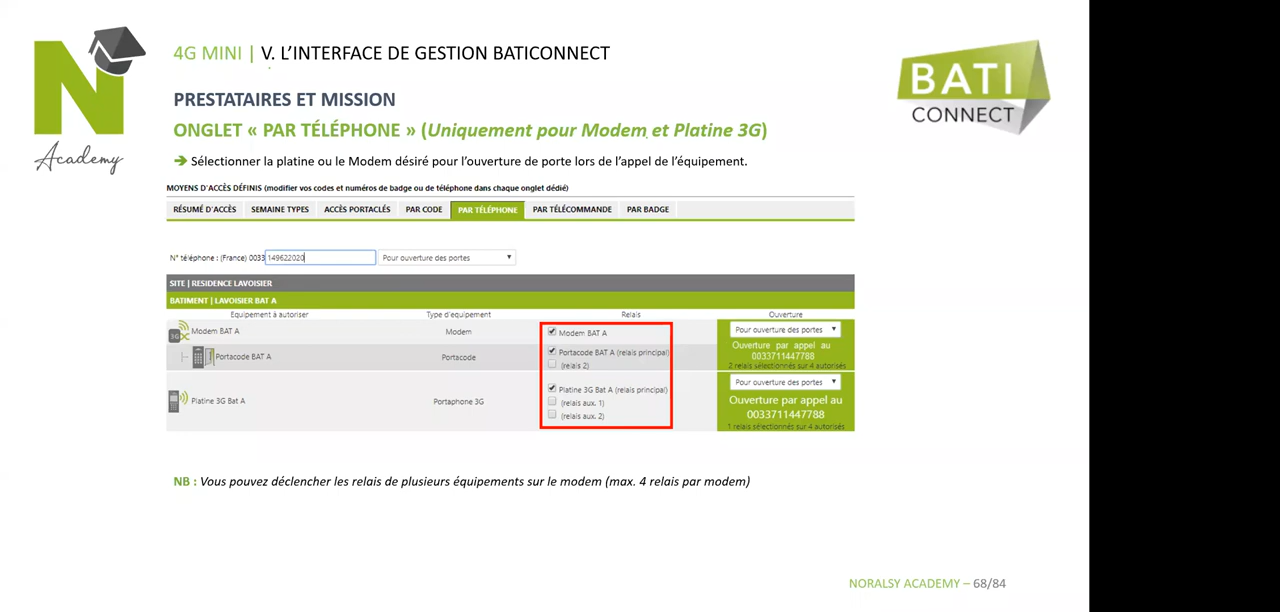 N
Academy
4G MINI | V. L'INTERFACE DE GESTION BATICONNECT
BATI
CONNECT
PRESTATAIRES ET MISSION
ONGLET « PAR TÉLÉPHONE » (Uniquement pour Modem et Platine 3G)
➔ Sélectionner la platine ou le Modem désiré pour l'ouverture de porte lors de l'appel de l'équipement.
MOYENS D'ACCÈS DÉFINIS (modifier vos codes et numéros de badge ou de téléphone dans chaque onglet dédié)
RÉSUMÉ D'ACCÈS SEMAINE TYPES ACCÈS PORTACLÉS PAR CODE PAR TÉLÉPHONE PAR TÉLÉCOMMANDE PAR BADGE
N° téléphone : (France) 0033 149622020 Pour ouverture des portes
SITE | RESIDENCE LAVOISIER
BATIMENT | LAVOISIER BAT A
Equipement à autoriser Type d'equipement Relais Ouverture
3G Modem BAT A Modem Modem BAT A Pour ouverture des portes
Ouverture par appel au
0033711447788
2 relais sélectionnés sur 4 autorisés
Portacode BAT A Portacode Portacode BAT A (relais principal)
(relais 2)
Platine 3G Bat A Portaphone 3G Platine 3G Bat A (relais principal)
(relais aux. 1)
(relais aux. 2)
Pour ouverture des portes
Ouverture par appel au
0033711447788
1 relais sélectionnés sur 4 autorisés
NB : Vous pouvez déclencher les relais de plusieurs équipements sur le modem (max. 4 relais par modem)
NORALSY ACADEMY – 68/84